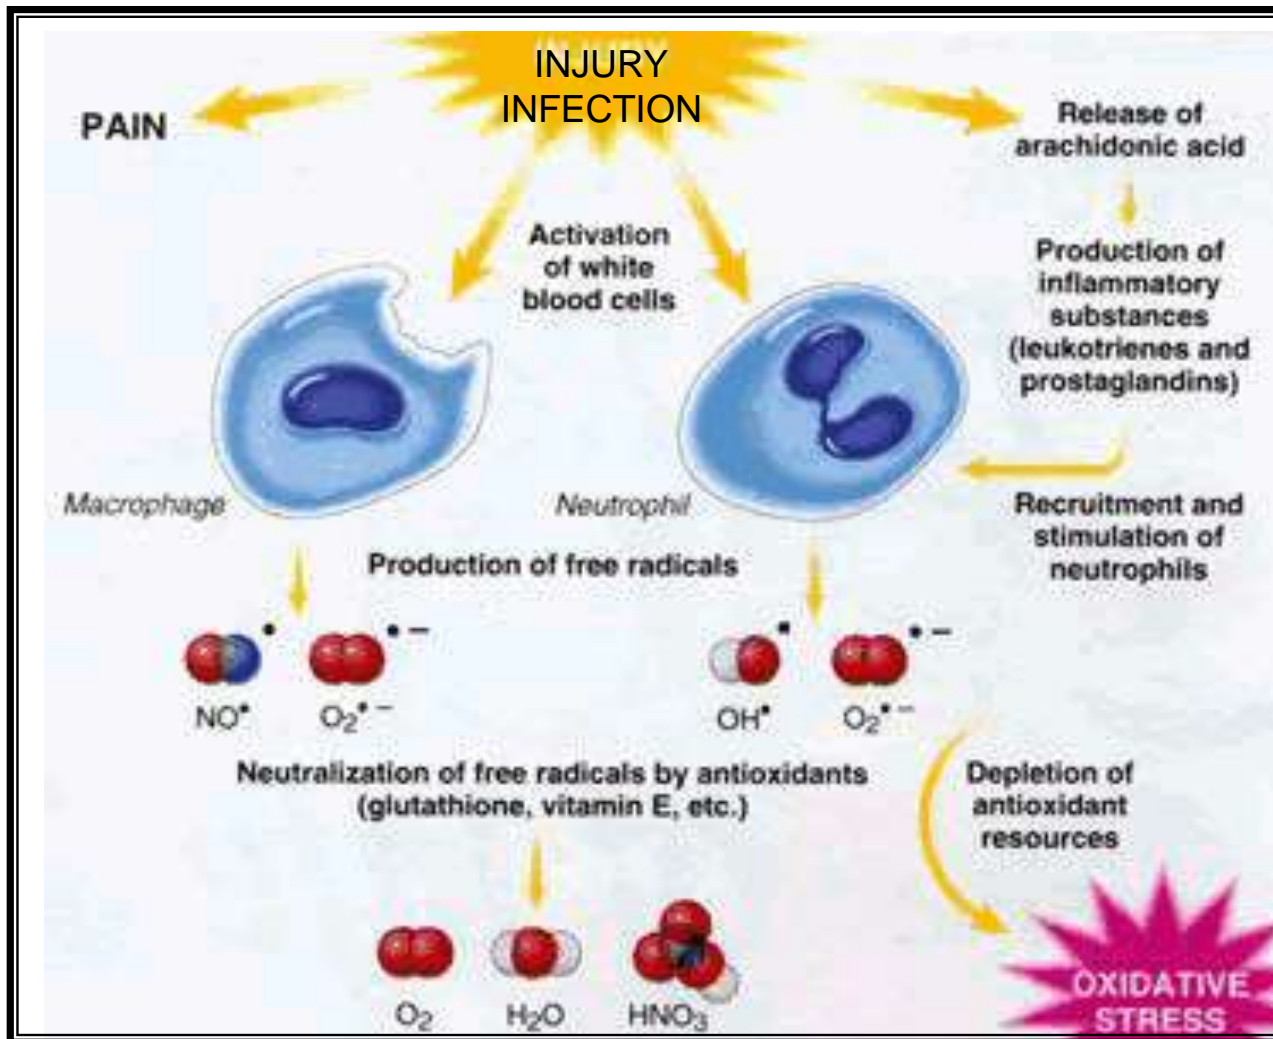 INJURY
INFECTION
PAIN
Release of
arachidonic acid
Activation
of white
blood cells
Production of
inflammatory
substances
(leukotrienes and
prostaglandins)
Macrophage
Neutrophil
Recruitment and
stimulation of
neutrophils
Production of free radicals
• • –
• • –
NO• O₂•–
OH• O₂•–
Neutralization of free radicals by antioxidants
(glutathione, vitamin E, etc.)
Depletion of
antioxidant
resources
O₂ H₂O HNO₃
OXIDATIVE
STRESS